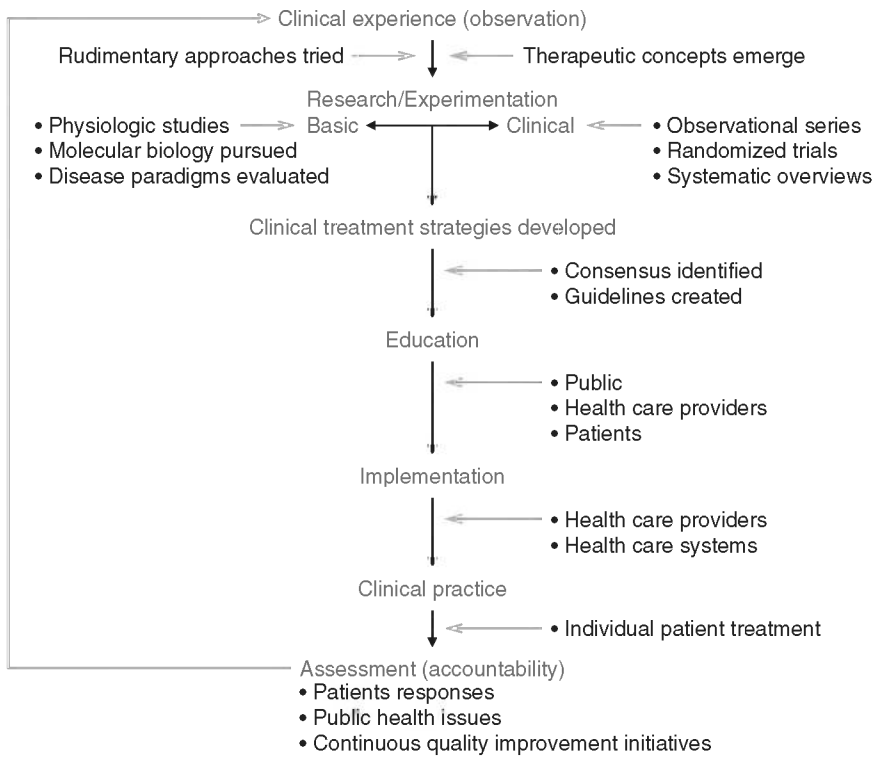 Clinical experience (observation)
Rudimentary approaches tried
Therapeutic concepts emerge
Research/Experimentation
• Physiologic studies
Basic
Clinical
• Observational series
• Molecular biology pursued
• Randomized trials
• Disease paradigms evaluated
• Systematic overviews
Clinical treatment strategies developed
• Consensus identified
• Guidelines created
Education
• Public
• Health care providers
• Patients
Implementation
• Health care providers
• Health care systems
Clinical practice
• Individual patient treatment
Assessment (accountability)
• Patients responses
• Public health issues
• Continuous quality improvement initiatives